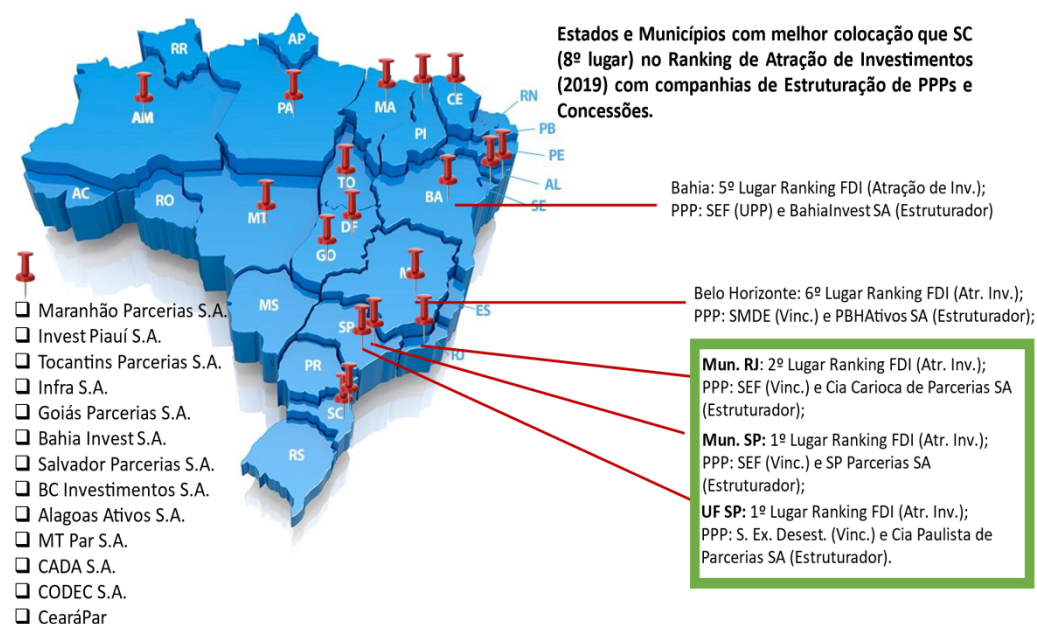 Estados e Municípios com melhor colocação que SC
(8º lugar) no Ranking de Atração de Investimentos
(2019) com companhias de Estruturação de PPPs e
Concessões.
RR
AP
AM
PA
MA
CE
RN
PB
PI
PE
AC
RO
TO
AL
SE
BA
MT
DF
GO
M
MS
ES
SP
RJ
PR
SC
RS
Bahia: 5º Lugar Ranking FDI (Atração de Inv.);
PPP: SEF (UPP) e BahiaInvest SA (Estruturador)
Belo Horizonte: 6º Lugar Ranking FDI (Atr. Inv.);
PPP: SMDE (Vinc.) e PBHAtivos SA (Estruturador);
Mun. RJ: 2º Lugar Ranking FDI (Atr. Inv.);
PPP: SEF (Vinc.) e Cia Carioca de Parcerias SA
(Estruturador);
Mun. SP: 1º Lugar Ranking FDI (Atr. Inv.);
PPP: SEF (Vinc.) e SP Parcerias SA
(Estruturador);
UF SP: 1º Lugar Ranking FDI (Atr. Inv.);
PPP: S. Ex. Desest. (Vinc.) e Cia Paulista de
Parcerias SA (Estruturador).
Maranhão Parcerias S.A.
Invest Piauí S.A.
Tocantins Parcerias S.A.
Infra S.A.
Goiás Parcerias S.A.
Bahia Invest S.A.
Salvador Parcerias S.A.
BC Investimentos S.A.
Alagoas Ativos S.A.
MT Par S.A.
CADA S.A.
CODEC S.A.
CearáPar